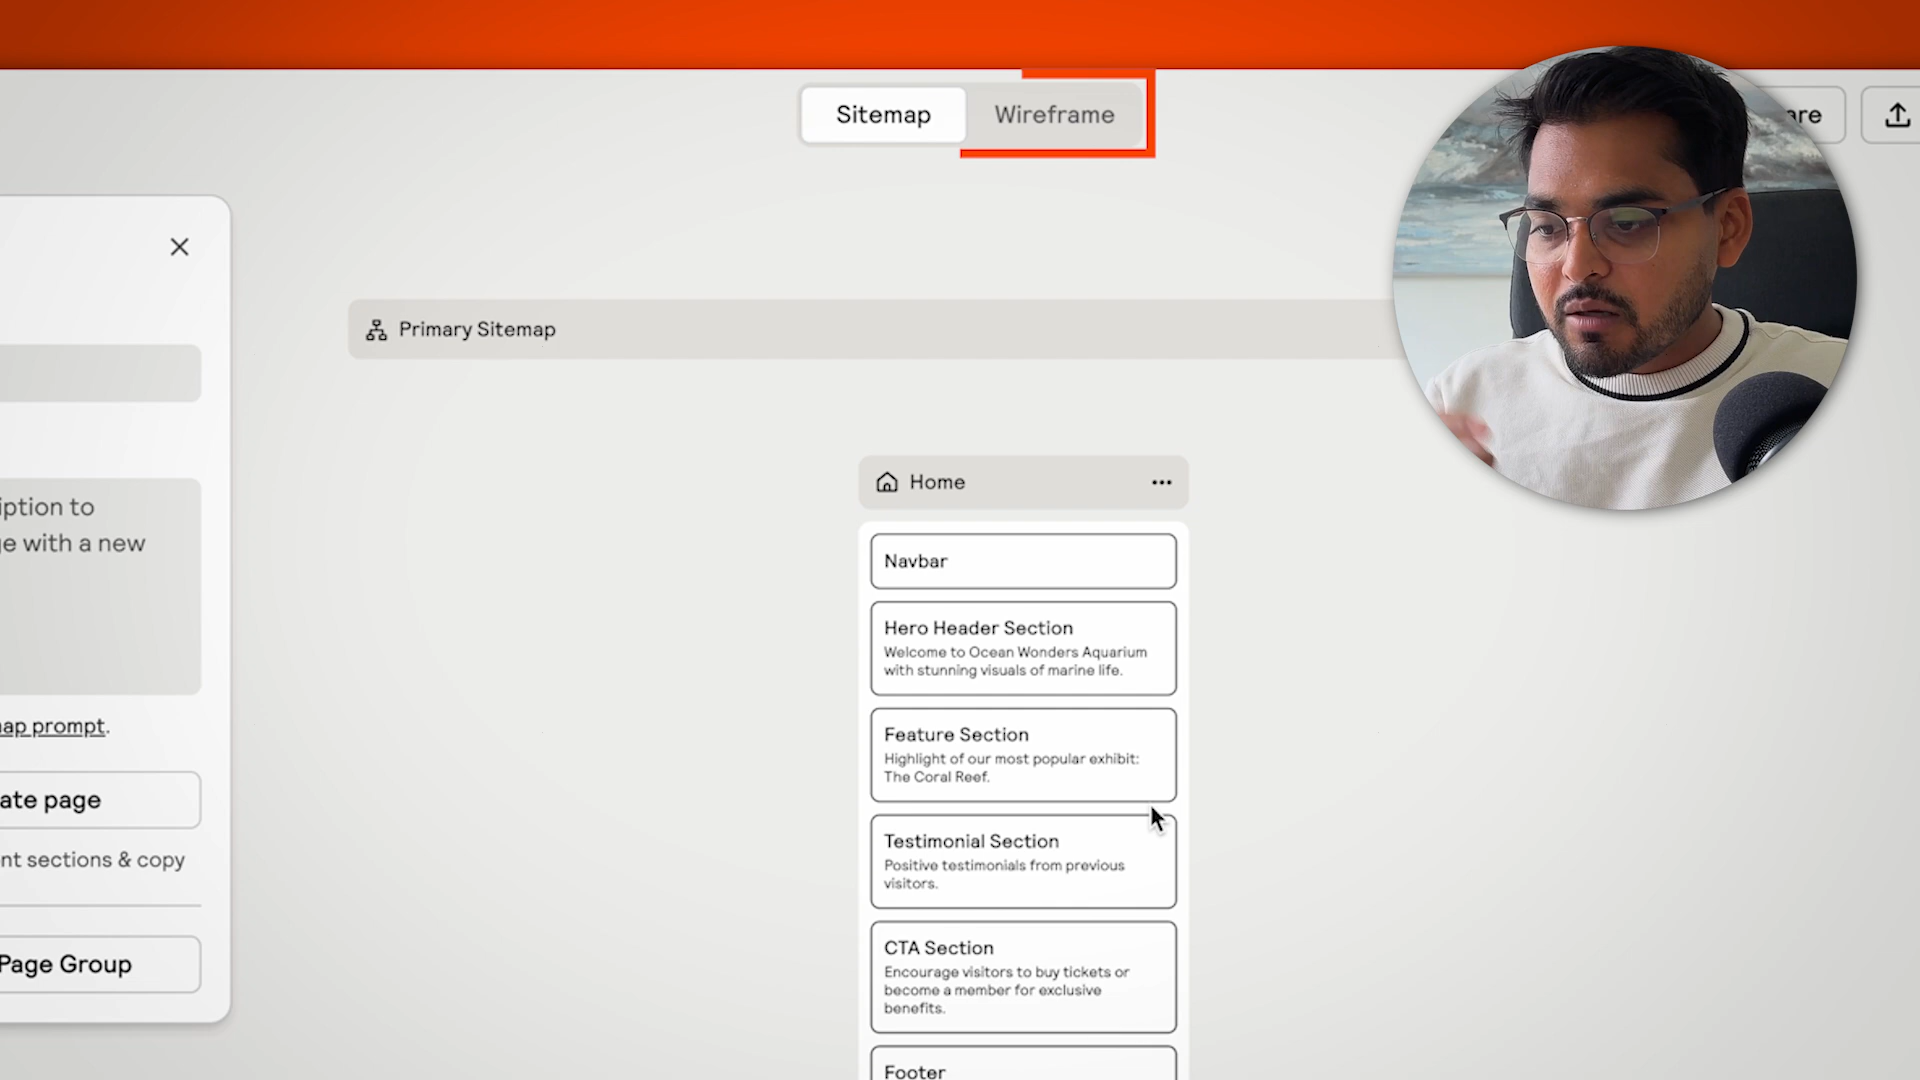 Sitemap
Wireframe
are
Primary Sitemap
iption to
ge with a new
map prompt.
ate page
nt sections & copy
Page Group
Home
Navbar
Hero Header Section
Welcome to Ocean Wonders Aquarium
with stunning visuals of marine life.
Feature Section
Highlight of our most popular exhibit:
The Coral Reef.
Testimonial Section
Positive testimonials from previous
visitors.
CTA Section
Encourage visitors to buy tickets or
become a member for exclusive
benefits.
Footer